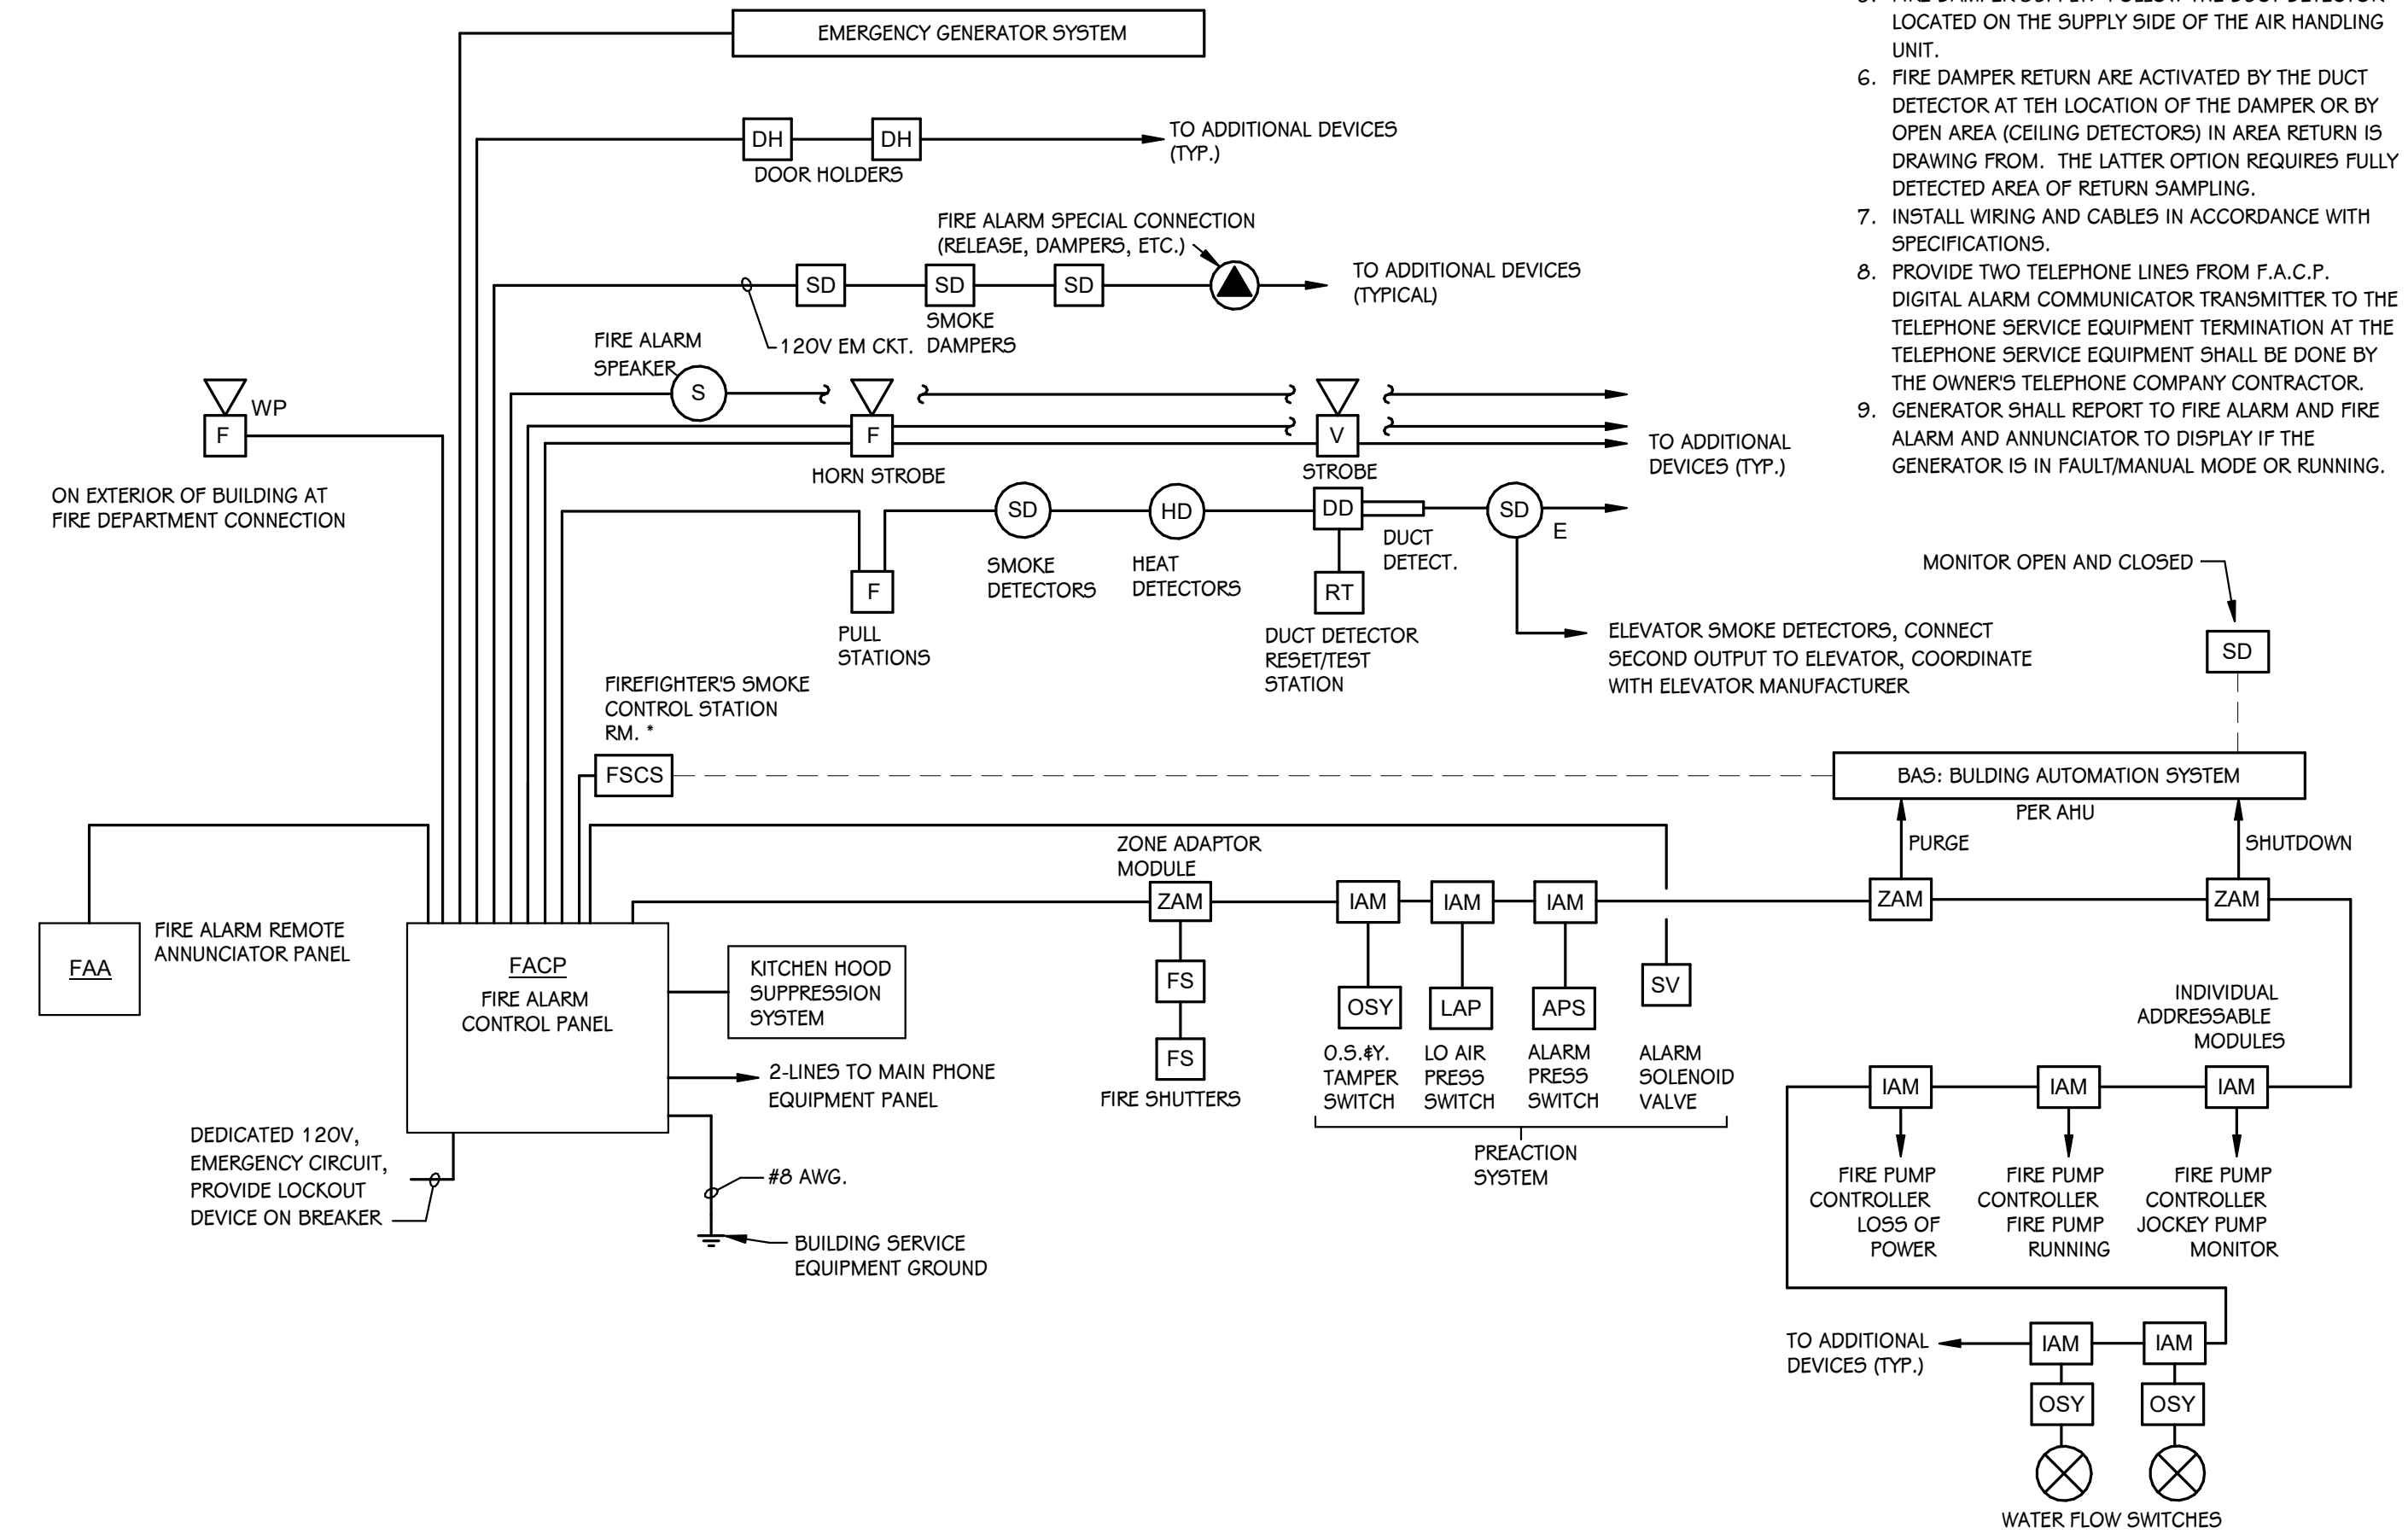 EMERGENCY GENERATOR SYSTEM
DH
DH
DOOR HOLDERS
TO ADDITIONAL DEVICES
(TYP.)
FIRE ALARM SPECIAL CONNECTION
(RELEASE, DAMPERS, ETC.)
SD
SD
SD
SMOKE
DAMPERS
120V EM CKT.
TO ADDITIONAL DEVICES
(TYPICAL)
FIRE ALARM
SPEAKER
S
F
HORN STROBE
V
STROBE
TO ADDITIONAL
DEVICES (TYP.)
WP
F
ON EXTERIOR OF BUILDING AT
FIRE DEPARTMENT CONNECTION
F
PULL
STATIONS
SD
SMOKE
DETECTORS
HD
HEAT
DETECTORS
DD
DUCT
DETECT.
RT
DUCT DETECTOR
RESET/TEST
STATION
SD
E
ELEVATOR SMOKE DETECTORS, CONNECT
SECOND OUTPUT TO ELEVATOR, COORDINATE
WITH ELEVATOR MANUFACTURER
LOCATED ON THE SUPPLY SIDE OF THE AIR HANDLING
UNIT.
6. FIRE DAMPER RETURN ARE ACTIVATED BY THE DUCT
DETECTOR AT TEH LOCATION OF THE DAMPER OR BY
OPEN AREA (CEILING DETECTORS) IN AREA RETURN IS
DRAWING FROM. THE LATTER OPTION REQUIRES FULLY
DETECTED AREA OF RETURN SAMPLING.
7. INSTALL WIRING AND CABLES IN ACCORDANCE WITH
SPECIFICATIONS.
8. PROVIDE TWO TELEPHONE LINES FROM F.A.C.P.
DIGITAL ALARM COMMUNICATOR TRANSMITTER TO THE
TELEPHONE SERVICE EQUIPMENT TERMINATION AT THE
TELEPHONE SERVICE EQUIPMENT SHALL BE DONE BY
THE OWNER'S TELEPHONE COMPANY CONTRACTOR.
9. GENERATOR SHALL REPORT TO FIRE ALARM AND FIRE
ALARM AND ANNUNCIATOR TO DISPLAY IF THE
GENERATOR IS IN FAULT/MANUAL MODE OR RUNNING.
MONITOR OPEN AND CLOSED
SD
FIREFIGHTER'S SMOKE
CONTROL STATION
RM. *
FSCS
BAS: BULDING AUTOMATION SYSTEM
PER AHU
PURGE
SHUTDOWN
FAA
FIRE ALARM REMOTE
ANNUNCIATOR PANEL
FACP
FIRE ALARM
CONTROL PANEL
KITCHEN HOOD
SUPPRESSION
SYSTEM
2-LINES TO MAIN PHONE
EQUIPMENT PANEL
#8 AWG.
BUILDING SERVICE
EQUIPMENT GROUND
DEDICATED 120V,
EMERGENCY CIRCUIT,
PROVIDE LOCKOUT
DEVICE ON BREAKER
ZONE ADAPTOR
MODULE
ZAM
FS
FS
FIRE SHUTTERS
IAM
IAM
IAM
OSY
LAP
APS
SV
O.S.&Y.
TAMPER
SWITCH
LO AIR
PRESS
SWITCH
ALARM
PRESS
SWITCH
ALARM
SOLENOID
VALVE
PREACTION
SYSTEM
ZAM
ZAM
INDIVIDUAL
ADDRESSABLE
MODULES
IAM
IAM
IAM
FIRE PUMP
CONTROLLER
LOSS OF
POWER
FIRE PUMP
CONTROLLER
FIRE PUMP
RUNNING
FIRE PUMP
CONTROLLER
JOCKEY PUMP
MONITOR
TO ADDITIONAL
DEVICES (TYP.)
IAM
IAM
OSY
OSY
WATER FLOW SWITCHES